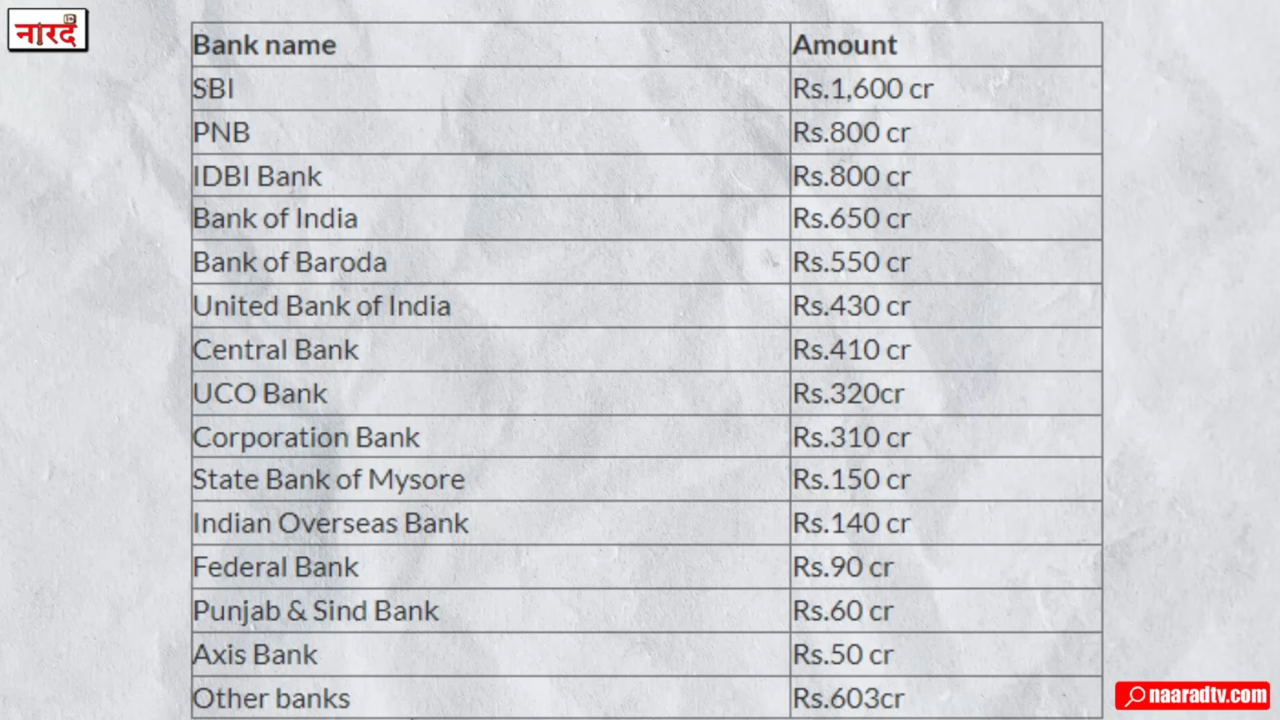 नारद
Bank name Amount
SBI Rs.1,600 cr
PNB Rs.800 cr
IDBI Bank Rs.800 cr
Bank of India Rs.650 cr
Bank of Baroda Rs.550 cr
United Bank of India Rs.430 cr
Central Bank Rs.410 cr
UCO Bank Rs.320cr
Corporation Bank Rs.310 cr
State Bank of Mysore Rs.150 cr
Indian Overseas Bank Rs.140 cr
Federal Bank Rs.90 cr
Punjab & Sind Bank Rs.60 cr
Axis Bank Rs.50 cr
Other banks Rs.603cr
naaradtv.com